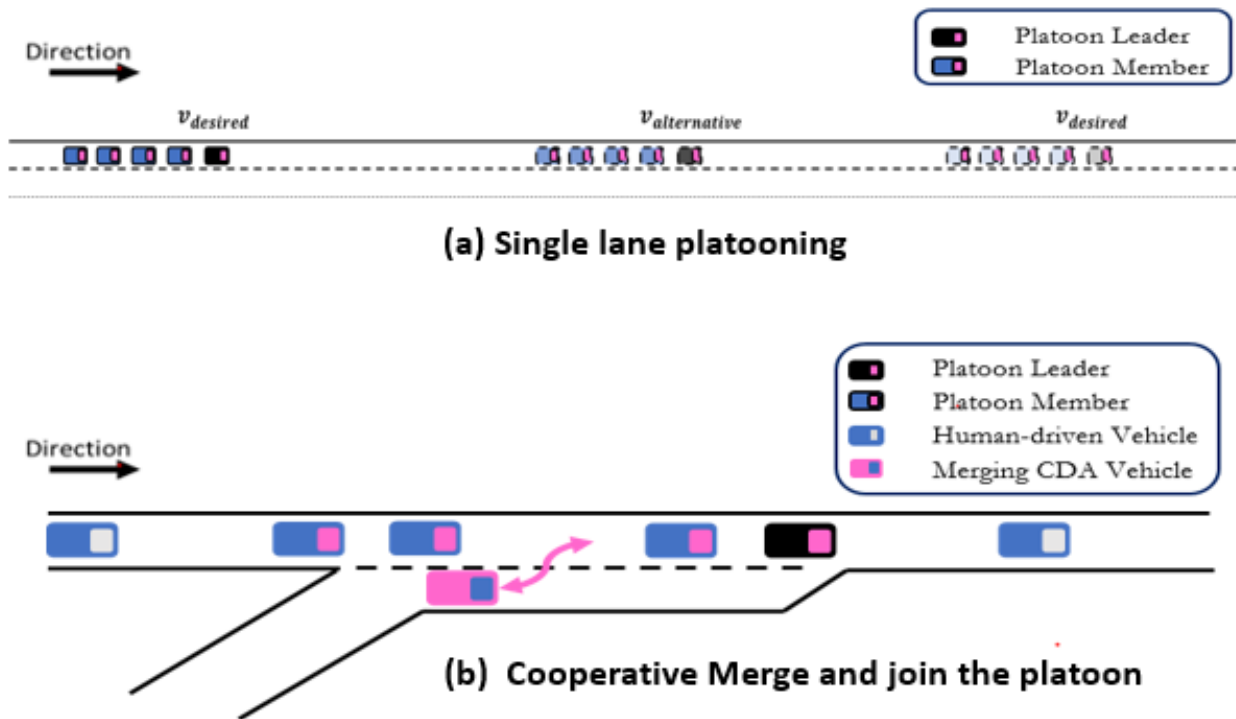 Direction
Platoon Leader
Platoon Member
v_desired
v_alternative
v_desired
(a) Single lane platooning
Platoon Leader
Platoon Member
Human-driven Vehicle
Merging CDA Vehicle
Direction
(b) Cooperative Merge and join the platoon